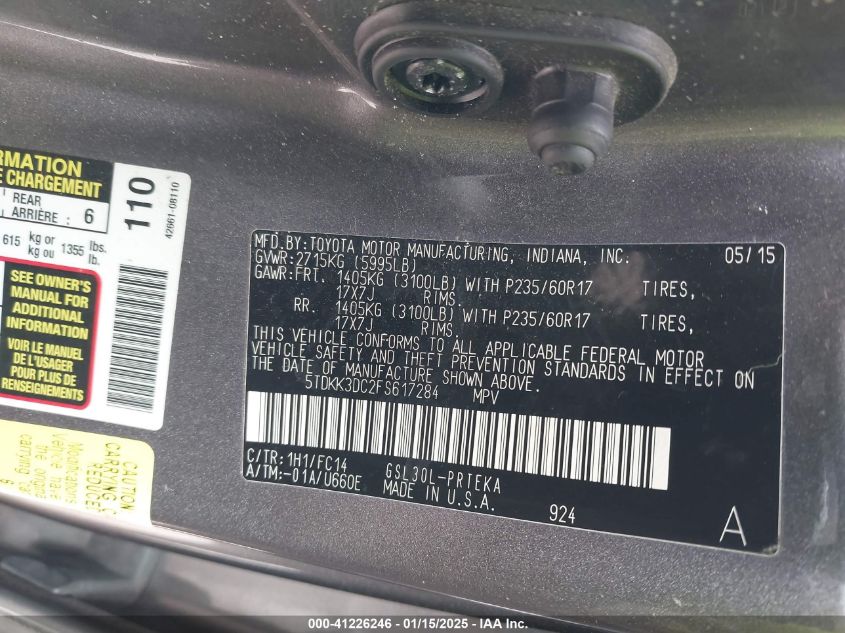 RMATION
E CHARGEMENT
REAR
ARRIÈRE : 6
615 kg or 1355 lbs.
kg ou lb.
SEE OWNER'S
MANUAL FOR
ADDITIONAL
INFORMATION
VOIR LE MANUEL
DE L'USAGER
POUR PLUS DE
RENSEIGNEMENTS
110
42661-08110
CAUTION
CARRYING
REDUCE
MFD.BY:TOYOTA MOTOR MANUFACTURING, INDIANA, INC. 05/15
GVWR:2715KG (5995LB)
GAWR:FRT. 1405KG (3100LB) WITH P235/60R17 TIRES,
17X7J RIMS.
RR. 1405KG (3100LB) WITH P235/60R17 TIRES,
17X7J RIMS.
THIS VEHICLE CONFORMS TO ALL APPLICABLE FEDERAL MOTOR
VEHICLE SAFETY AND THEFT PREVENTION STANDARDS IN EFFECT ON
THE DATE OF MANUFACTURE SHOWN ABOVE.
5TDKK3DC2FS617284 MPV
C/TR:1H1/FC14 GSL30L-PRTEKA
A/TM:-01A/U660E MADE IN U.S.A.
924 A
000-41226246 - 01/15/2025 - IAA Inc.